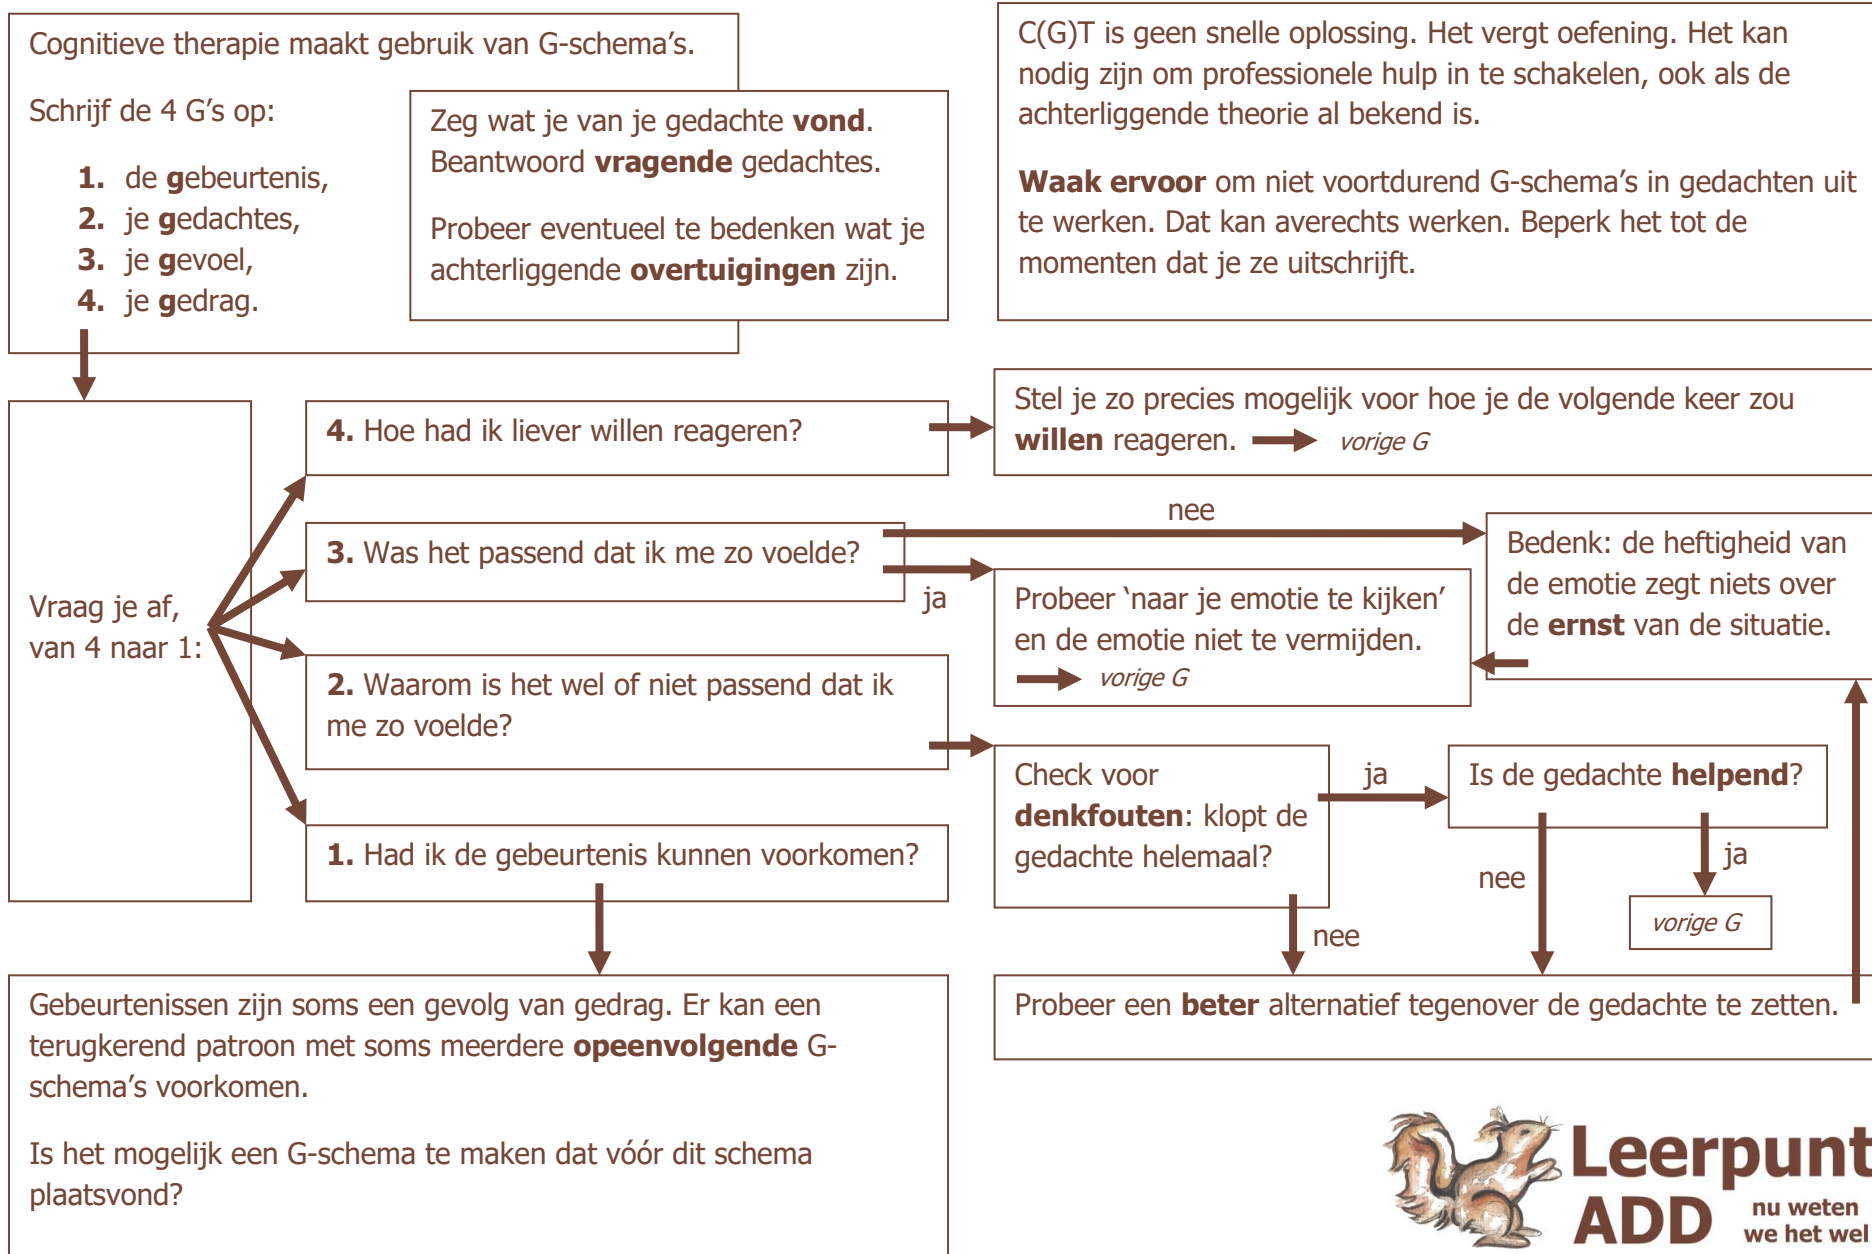 Cognitieve therapie maakt gebruik van G-schema's.
Schrijf de 4 G's op:
1. de gebeurtenis,
2. je gedachtes,
3. je gevoel,
4. je gedrag.
Zeg wat je van je gedachte vond.
Beantwoord vragende gedachtes.
Probeer eventueel te bedenken wat je
achterliggende overtuigingen zijn.
C(G)T is geen snelle oplossing. Het vergt oefening. Het kan
nodig zijn om professionele hulp in te schakelen, ook als de
achterliggende theorie al bekend is.
Waak ervoor om niet voortdurend G-schema's in gedachten uit
te werken. Dat kan averechts werken. Beperk het tot de
momenten dat je ze uitschrijft.
Vraag je af,
van 4 naar 1:
4. Hoe had ik liever willen reageren?
Stel je zo precies mogelijk voor hoe je de volgende keer zou
willen reageren. vorige G
3. Was het passend dat ik me zo voelde?
nee
ja
Bedenk: de heftigheid van
de emotie zegt niets over
de ernst van de situatie.
Probeer 'naar je emotie te kijken'
en de emotie niet te vermijden.
vorige G
2. Waarom is het wel of niet passend dat ik
me zo voelde?
Check voor
denkfouten: klopt de
gedachte helemaal?
ja
Is de gedachte helpend?
nee
ja
vorige G
nee
Probeer een beter alternatief tegenover de gedachte te zetten.
1. Had ik de gebeurtenis kunnen voorkomen?
Gebeurtenissen zijn soms een gevolg van gedrag. Er kan een
terugkerend patroon met soms meerdere opeenvolgende G-
schema's voorkomen.
Is het mogelijk een G-schema te maken dat vóór dit schema
plaatsvond?
Leerpunt
ADD
nu weten
we het wel